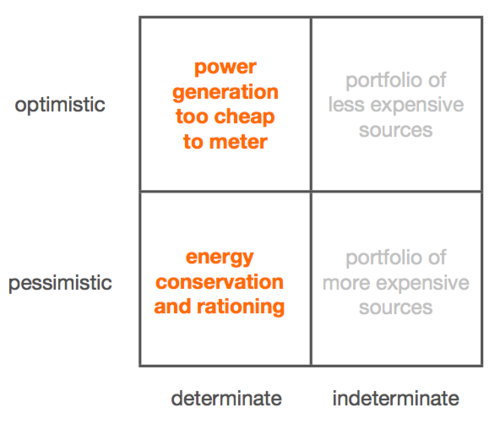 power
generation
too cheap
to meter
portfolio of
less expensive
sources
optimistic
energy
conservation
and rationing
portfolio of
more expensive
sources
pessimistic
determinate
indeterminate